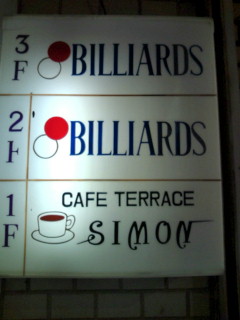 3F BILLIARDS
2F BILLIARDS
1F CAFE TERRACE
SIMON